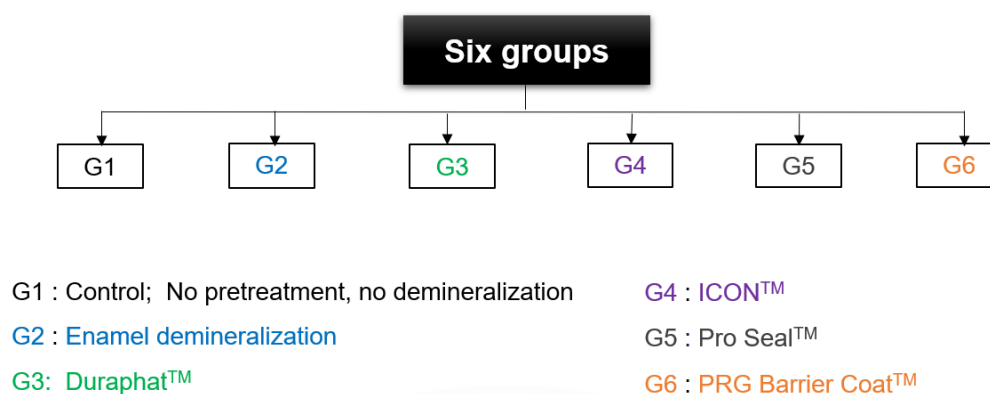 Six groups
G1 G2 G3 G4 G5 G6
G1 : Control;  No pretreatment, no demineralization
G2 : Enamel demineralization
G3:  Duraphat™
G4 : ICON™
G5 : Pro Seal™
G6 : PRG Barrier Coat™